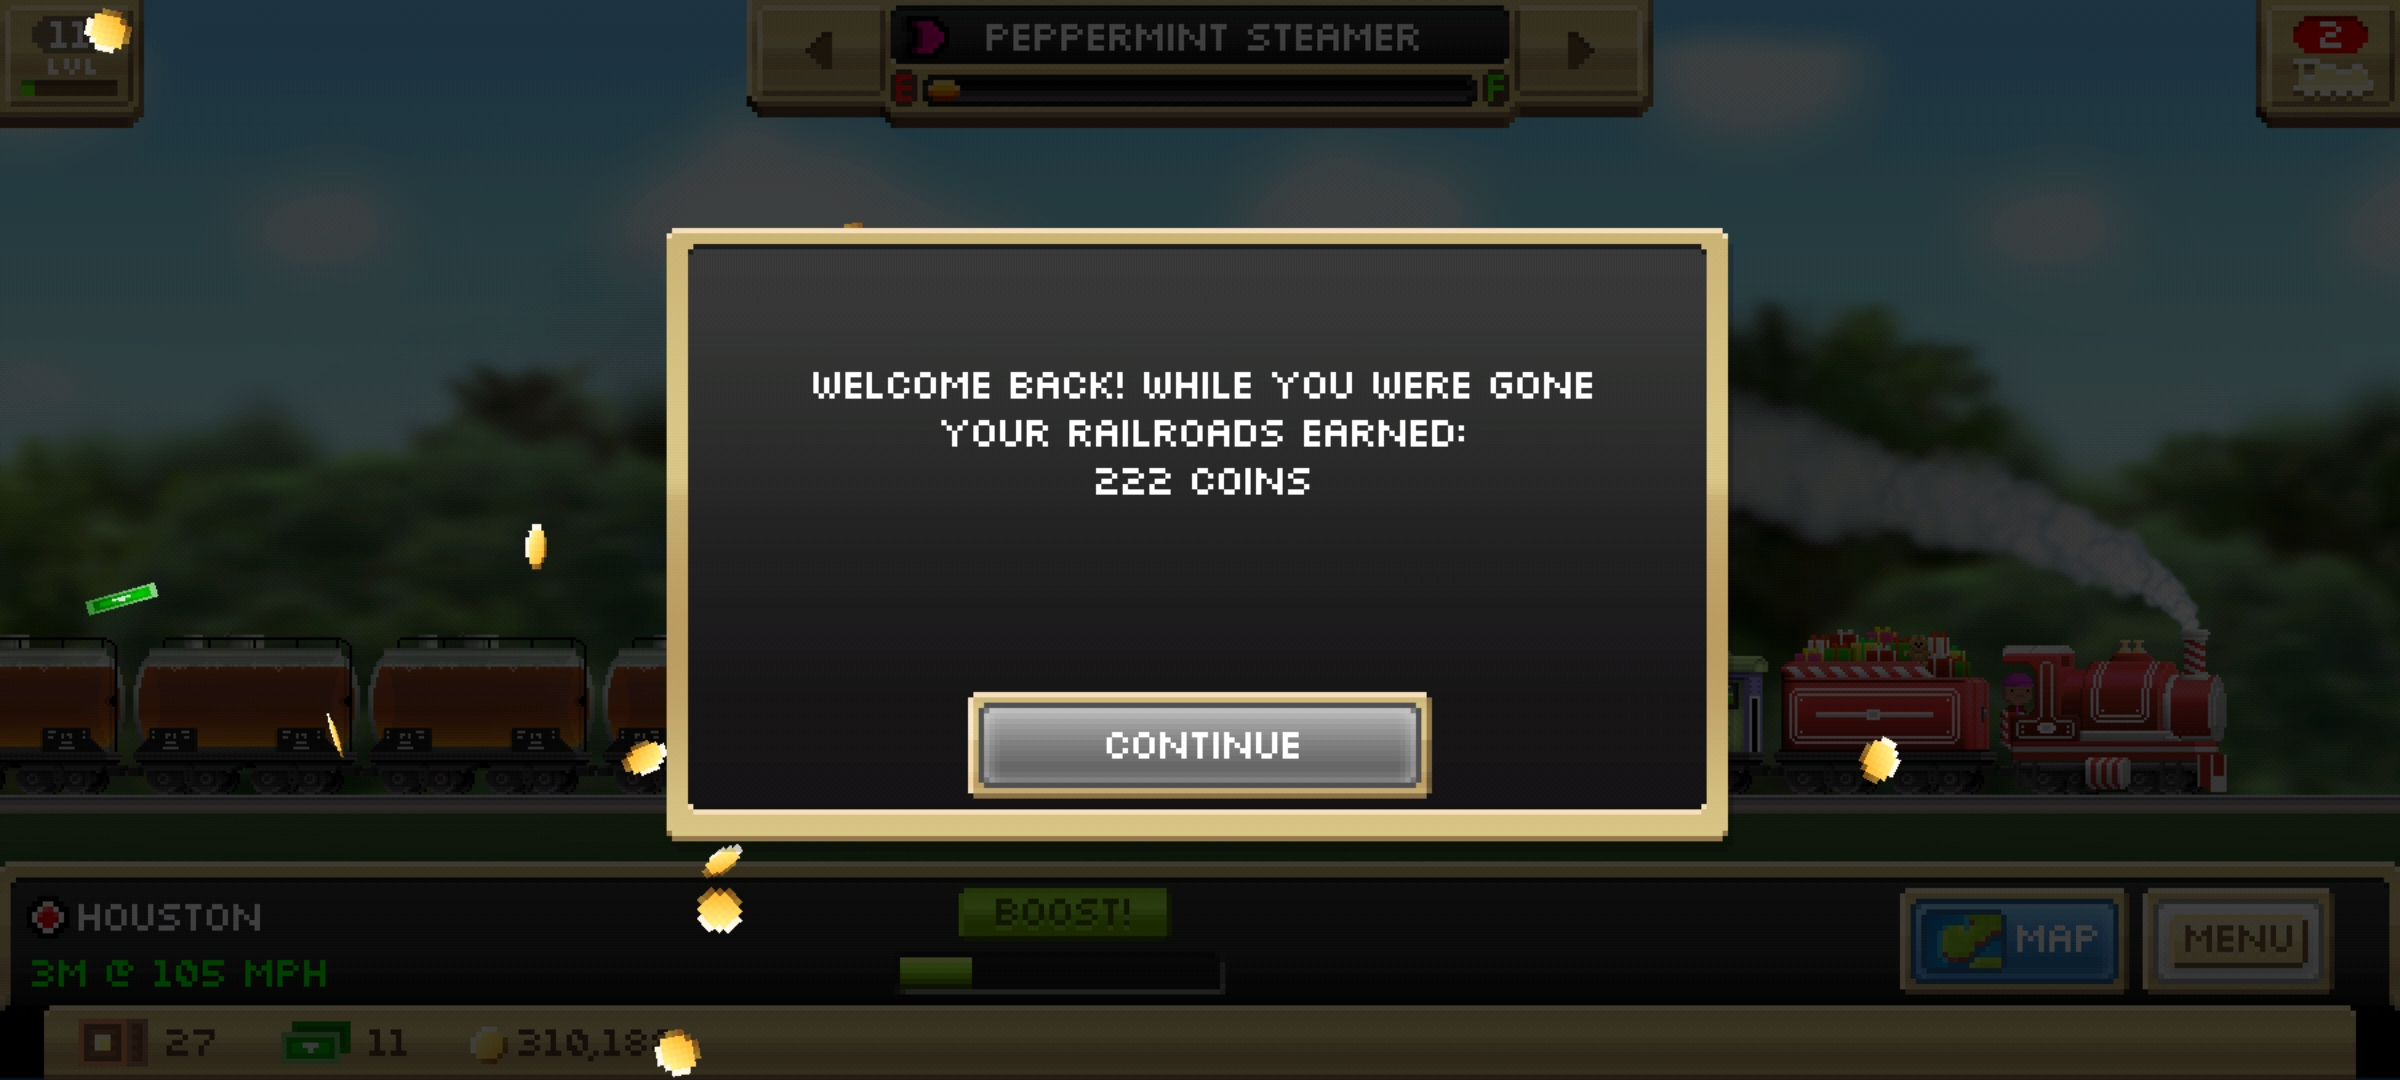 11
LVL
PEPPERMINT STEAMER
E
F
2
WELCOME BACK! WHILE YOU WERE GONE
YOUR RAILROADS EARNED:
222 COINS
CONTINUE
HOUSTON
3M @ 105 MPH
BOOST!
MAP
MENU
27
11